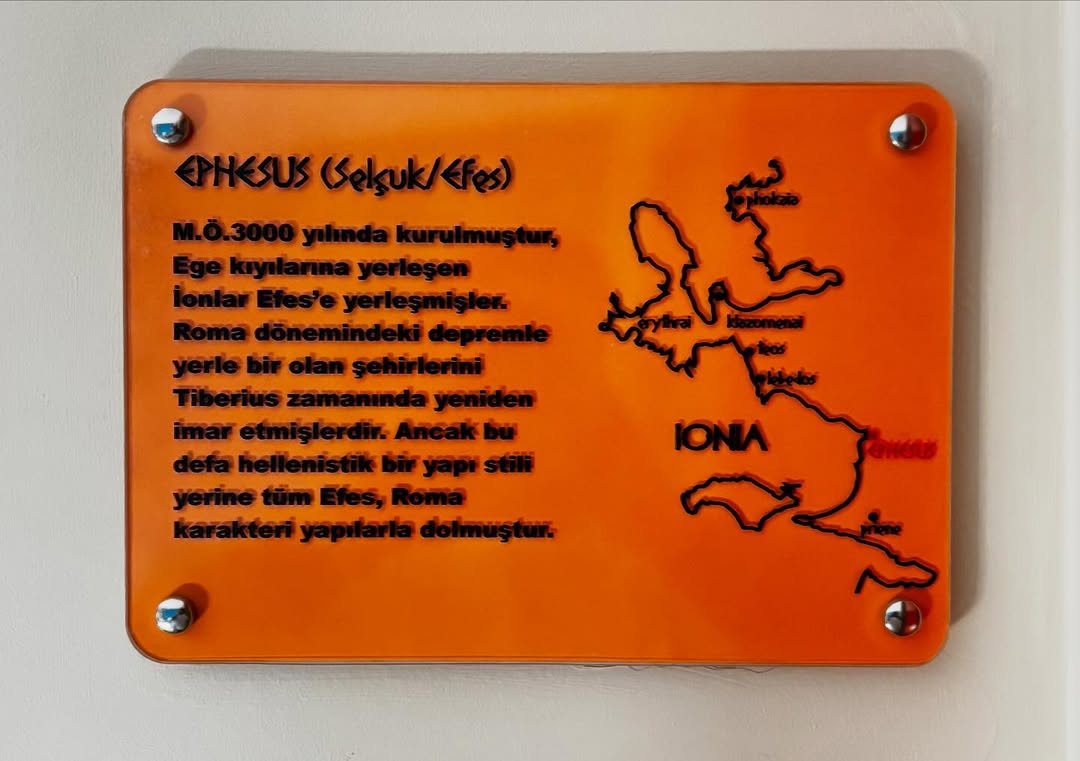 EPHESUS (Selçuk/Efes)
M.Ö.3000 yılında kurulmuştur,
Ege kıyılarına yerleşen
İonlar Efes'e yerleşmişler.
Roma dönemindeki depremle
yerle bir olan şehirlerini
Tiberius zamanında yeniden
imar etmişlerdir. Ancak bu
defa hellenistik bir yapı stili
yerine tüm Efes, Roma
karakteri yapılarla dolmuştur.
phokaia
erythrai
klazomenai
teos
lebedos
IONIA
EPHESUS
priene